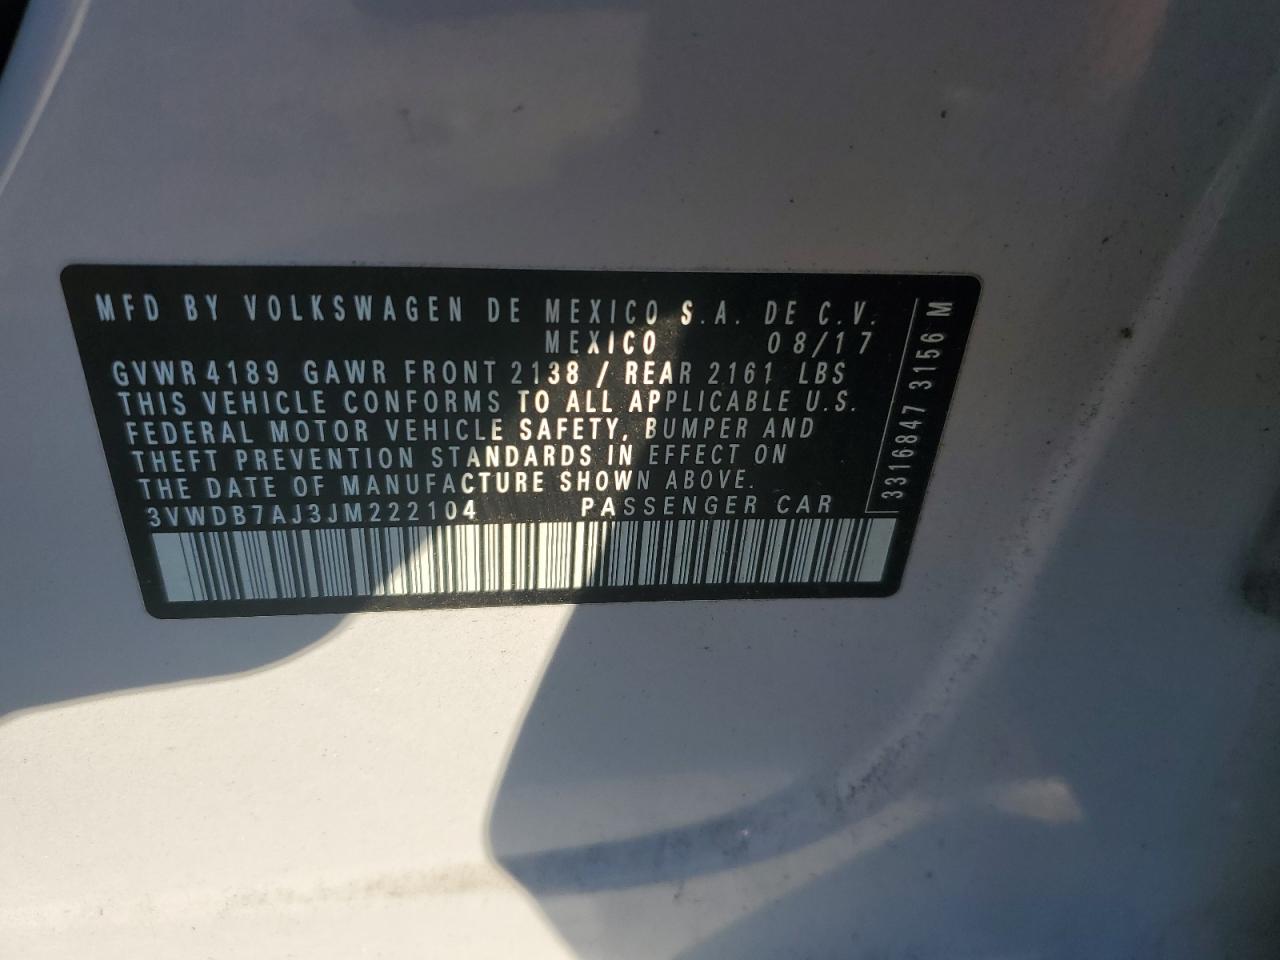 MFD BY VOLKSWAGEN DE MEXICO S.A. DE C.V.
MEXICO 08/17
GVWR 4189 GAWR FRONT 2138 / REAR 2161 LBS
THIS VEHICLE CONFORMS TO ALL APPLICABLE U.S.
FEDERAL MOTOR VEHICLE SAFETY, BUMPER AND
THEFT PREVENTION STANDARDS IN EFFECT ON
THE DATE OF MANUFACTURE SHOWN ABOVE.
3VWDB7AJ3JM222104 PASSENGER CAR
3316847 3156 M